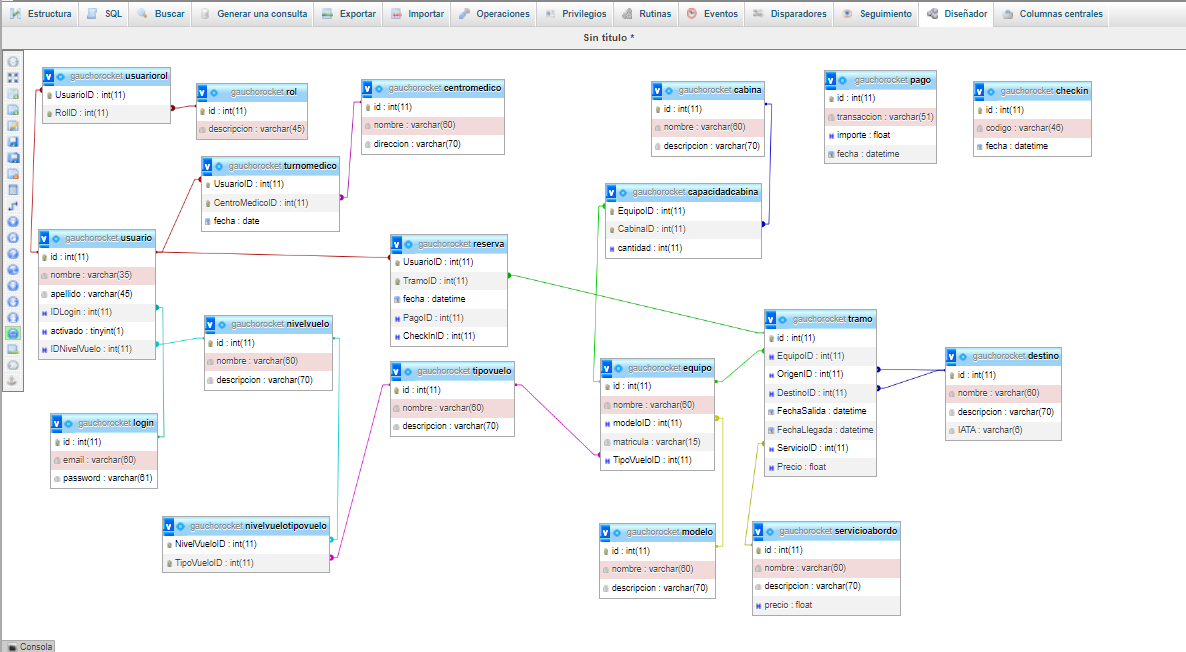 Estructura SQL Buscar Generar una consulta Exportar Importar Operaciones Privilegios Rutinas Eventos Disparadores Seguimiento Diseñador Columnas centrales
Sin título *
gauchorocket usuariorol
UsuarioID : int(11)
RolID : int(11)
gauchorocket rol
id : int(11)
descripcion : varchar(45)
gauchorocket centromedico
id : int(11)
nombre : varchar(60)
direccion : varchar(70)
gauchorocket cabina
id : int(11)
nombre : varchar(60)
descripcion : varchar(70)
gauchorocket pago
id : int(11)
transaccion : varchar(51)
importe : float
fecha : datetime
gauchorocket checkin
id : int(11)
codigo : varchar(46)
fecha : datetime
gauchorocket turnomedico
UsuarioID : int(11)
CentroMedicoID : int(11)
fecha : date
gauchorocket capacidadcabina
EquipoID : int(11)
CabinaID : int(11)
cantidad : int(11)
gauchorocket usuario
id : int(11)
nombre : varchar(35)
apellido : varchar(45)
IDLogin : int(11)
activado : tinyint(1)
IDNivelVuelo : int(11)
gauchorocket reserva
UsuarioID : int(11)
TramoID : int(11)
fecha : datetime
PagoID : int(11)
CheckInID : int(11)
gauchorocket nivelvuelo
id : int(11)
nombre : varchar(60)
descripcion : varchar(70)
gauchorocket tramo
id : int(11)
EquipoID : int(11)
OrigenID : int(11)
DestinoID : int(11)
FechaSalida : datetime
FechaLlegada : datetime
ServicioID : int(11)
Precio : float
gauchorocket destino
id : int(11)
nombre : varchar(60)
descripcion : varchar(70)
IATA : varchar(6)
gauchorocket tipovuelo
id : int(11)
nombre : varchar(60)
descripcion : varchar(70)
gauchorocket equipo
id : int(11)
nombre : varchar(60)
modeloID : int(11)
matricula : varchar(15)
TipoVueloID : int(11)
gauchorocket login
id : int(11)
email : varchar(60)
password : varchar(61)
gauchorocket nivelvuelotipovuelo
NivelVueloID : int(11)
TipoVueloID : int(11)
gauchorocket modelo
id : int(11)
nombre : varchar(60)
descripcion : varchar(70)
gauchorocket servicioabordo
id : int(11)
nombre : varchar(60)
descripcion : varchar(70)
precio : float
Consola